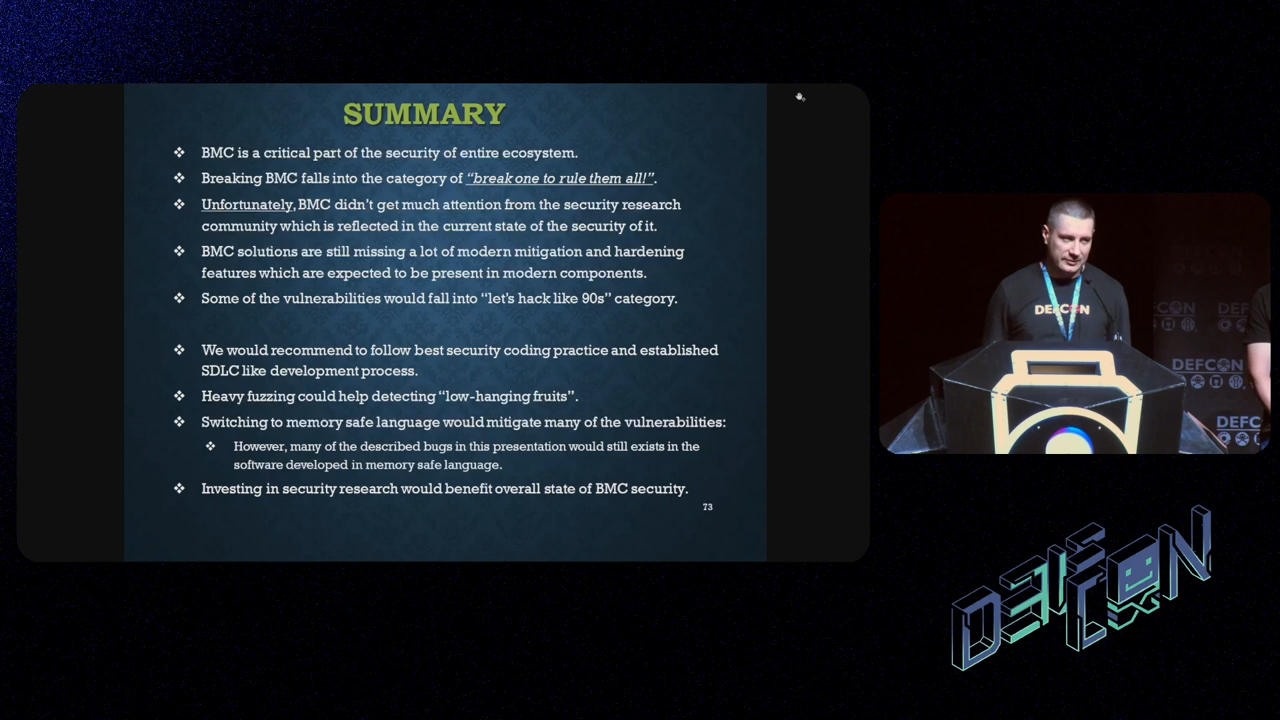 SUMMARY
❖ BMC is a critical part of the security of entire ecosystem.
❖ Breaking BMC falls into the category of “break one to rule them all!”.
❖ Unfortunately, BMC didn’t get much attention from the security research
community which is reflected in the current state of the security of it.
❖ BMC solutions are still missing a lot of modern mitigation and hardening
features which are expected to be present in modern components.
❖ Some of the vulnerabilities would fall into “let’s hack like 90s” category.
❖ We would recommend to follow best security coding practice and established
SDLC like development process.
❖ Heavy fuzzing could help detecting “low-hanging fruits”.
❖ Switching to memory safe language would mitigate many of the vulnerabilities:
❖ However, many of the described bugs in this presentation would still exists in the
software developed in memory safe language.
❖ Investing in security research would benefit overall state of BMC security.
73
DEFCON
DEFCON
DEFC
DEF CON